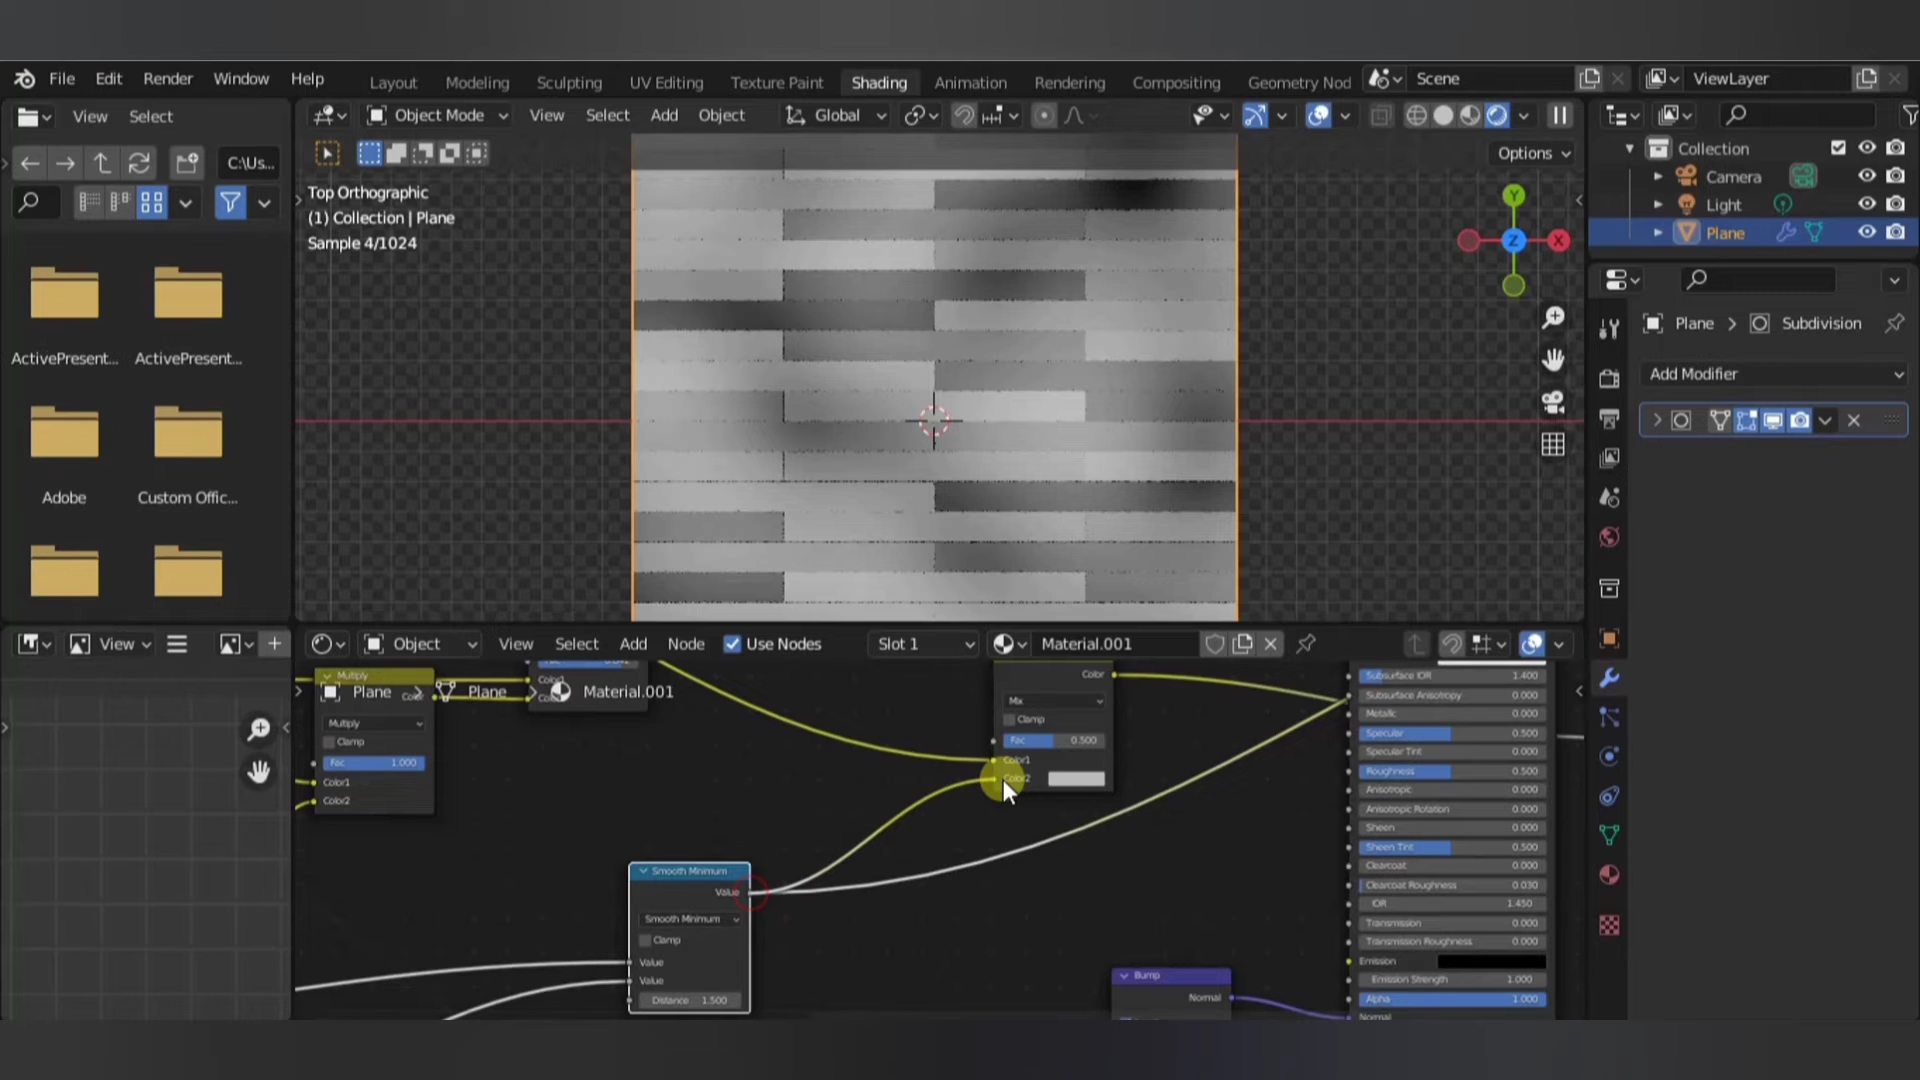 File Edit Render Window Help
Layout Modeling Sculpting UV Editing Texture Paint Shading Animation Rendering Compositing Geometry Nod
Scene
ViewLayer
View Select
Object Mode View Select Add Object Global
C:\Us...
Options
Top Orthographic
(1) Collection | Plane
Sample 4/1024
Y
X
Z
ActivePresent... ActivePresent...
Adobe Custom Offic...
Collection
Camera
Light
Plane
Plane > Subdivision
Add Modifier
View
Object View Select Add Node Use Nodes Slot 1 Material.001
Plane > Plane > Material.001
Multiply
Multiply
Clamp
Fac 1.000
Color1
Color2
Color
Mix
Clamp
Fac 0.500
Color1
Color2
Smooth Minimum
Value
Smooth Minimum
Clamp
Value
Value
Distance 1.500
Bump
Normal
Subsurface IOR 1.400
Subsurface Anisotropy 0.000
Metallic 0.000
Specular 0.500
Specular Tint 0.000
Roughness 0.500
Anisotropic 0.000
Anisotropic Rotation 0.000
Sheen 0.000
Sheen Tint 0.500
Clearcoat 0.000
Clearcoat Roughness 0.030
IOR 1.450
Transmission 0.000
Transmission Roughness 0.000
Emission
Emission Strength 1.000
Alpha 1.000
Normal